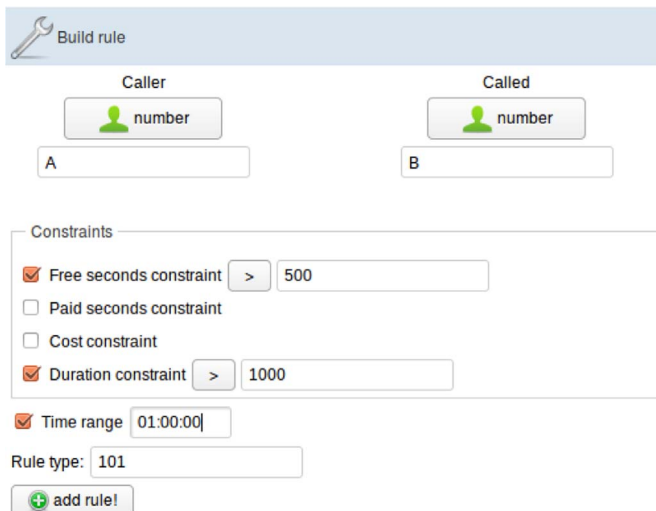 Build rule
Caller Called
number number
A B
Constraints
Free seconds constraint > 500
Paid seconds constraint
Cost constraint
Duration constraint > 1000
Time range 01:00:00
Rule type: 101
add rule!